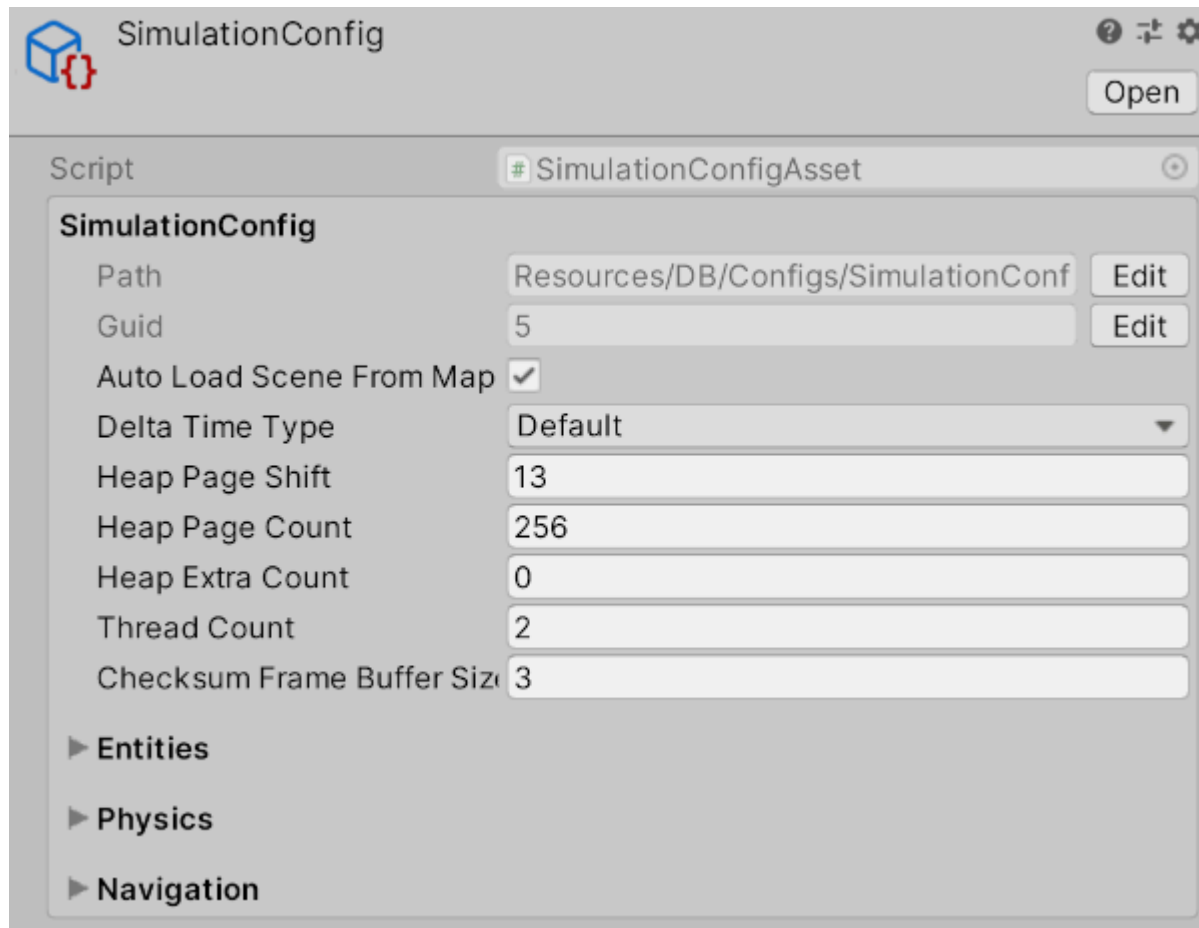 SimulationConfig
Open
Script # SimulationConfigAsset
SimulationConfig
Path Resources/DB/Configs/SimulationConf Edit
Guid 5 Edit
Auto Load Scene From Map
Delta Time Type Default
Heap Page Shift 13
Heap Page Count 256
Heap Extra Count 0
Thread Count 2
Checksum Frame Buffer Siz 3
Entities
Physics
Navigation